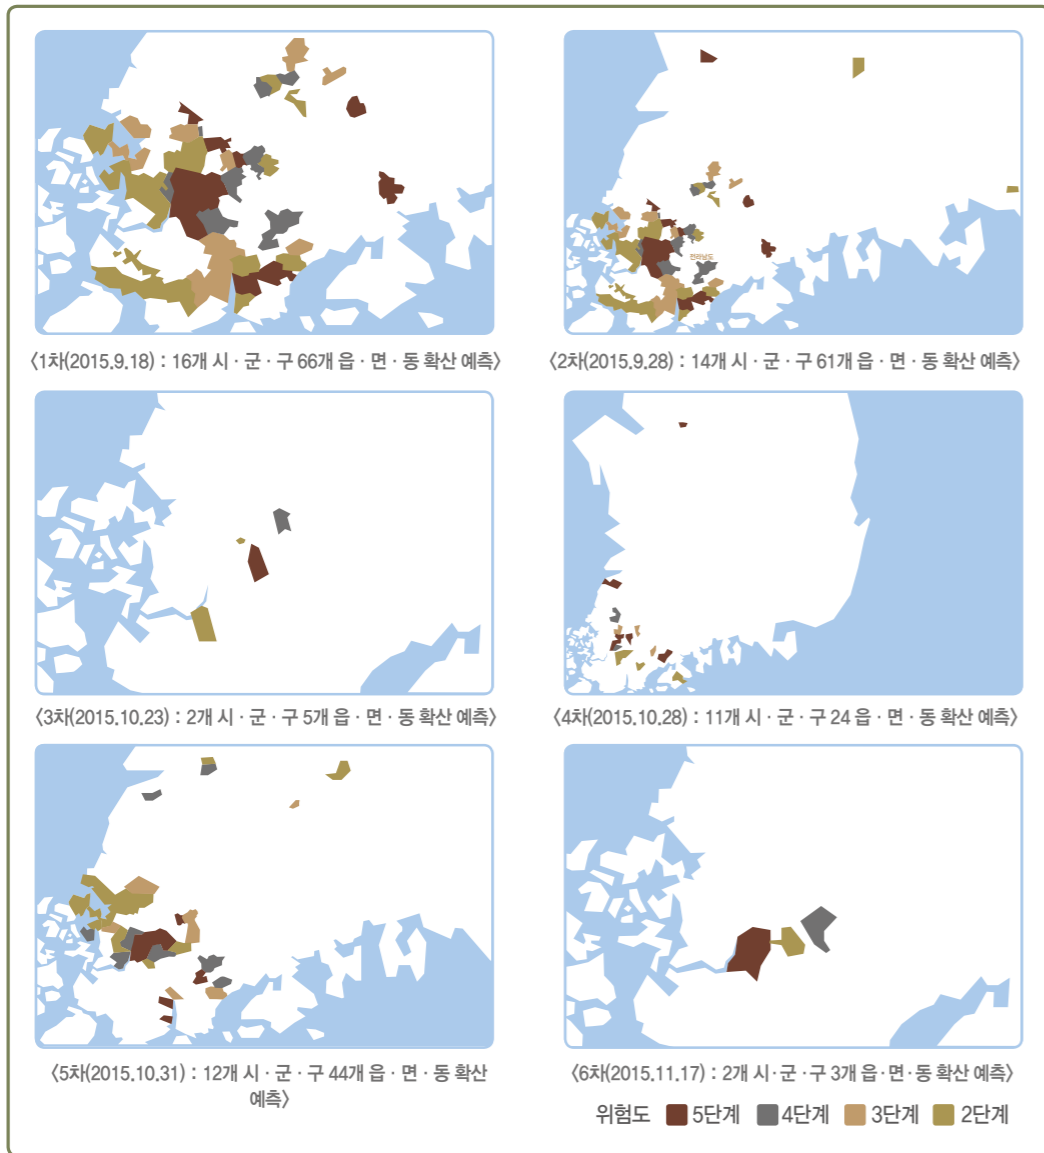 전라남도
〈1차(2015.9.18) : 16개 시 · 군 · 구 66개 읍 · 면 · 동 확산 예측〉
〈2차(2015.9.28) : 14개 시 · 군 · 구 61개 읍 · 면 · 동 확산 예측〉
〈3차(2015.10.23) : 2개 시 · 군 · 구 5개 읍 · 면 · 동 확산 예측〉
〈4차(2015.10.28) : 11개 시 · 군 · 구 24 읍 · 면 · 동 확산 예측〉
〈5차(2015.10.31) : 12개 시 · 군 · 구 44개 읍 · 면 · 동 확산
예측〉
〈6차(2015.11.17) : 2개 시·군·구 3개 읍·면·동 확산 예측〉
위험도 5단계 4단계 3단계 2단계